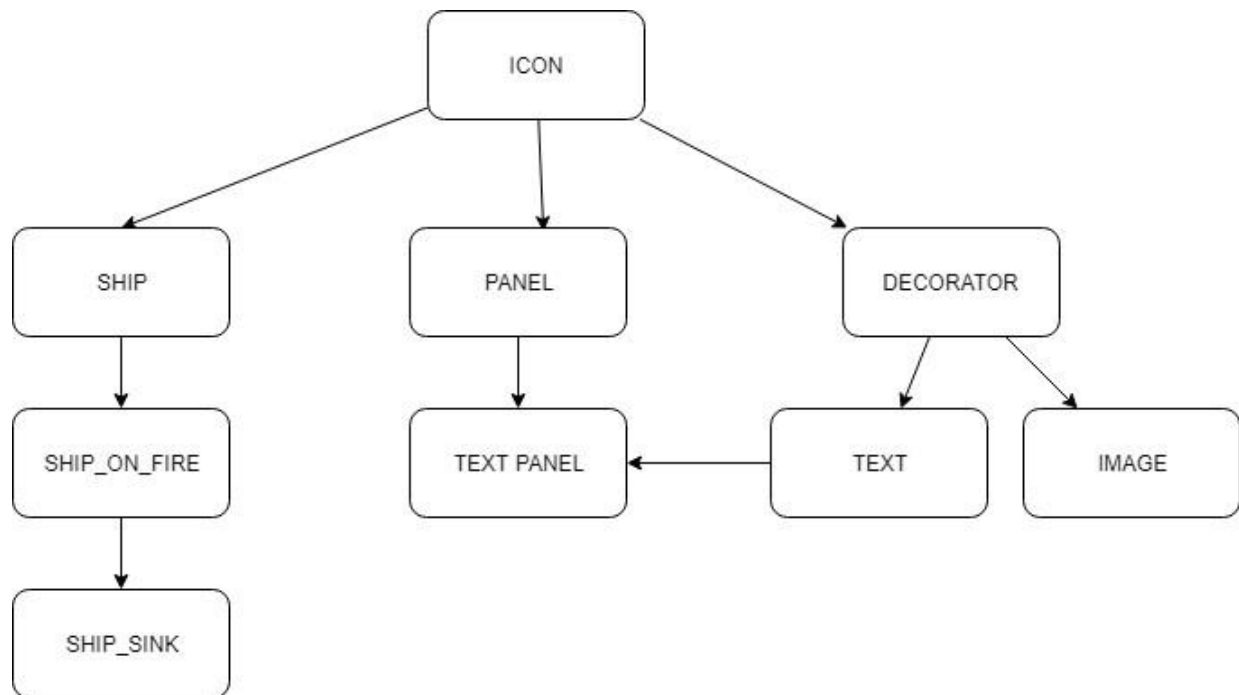 ICON
SHIP
PANEL
DECORATOR
SHIP_ON_FIRE
TEXT PANEL
TEXT
IMAGE
SHIP_SINK